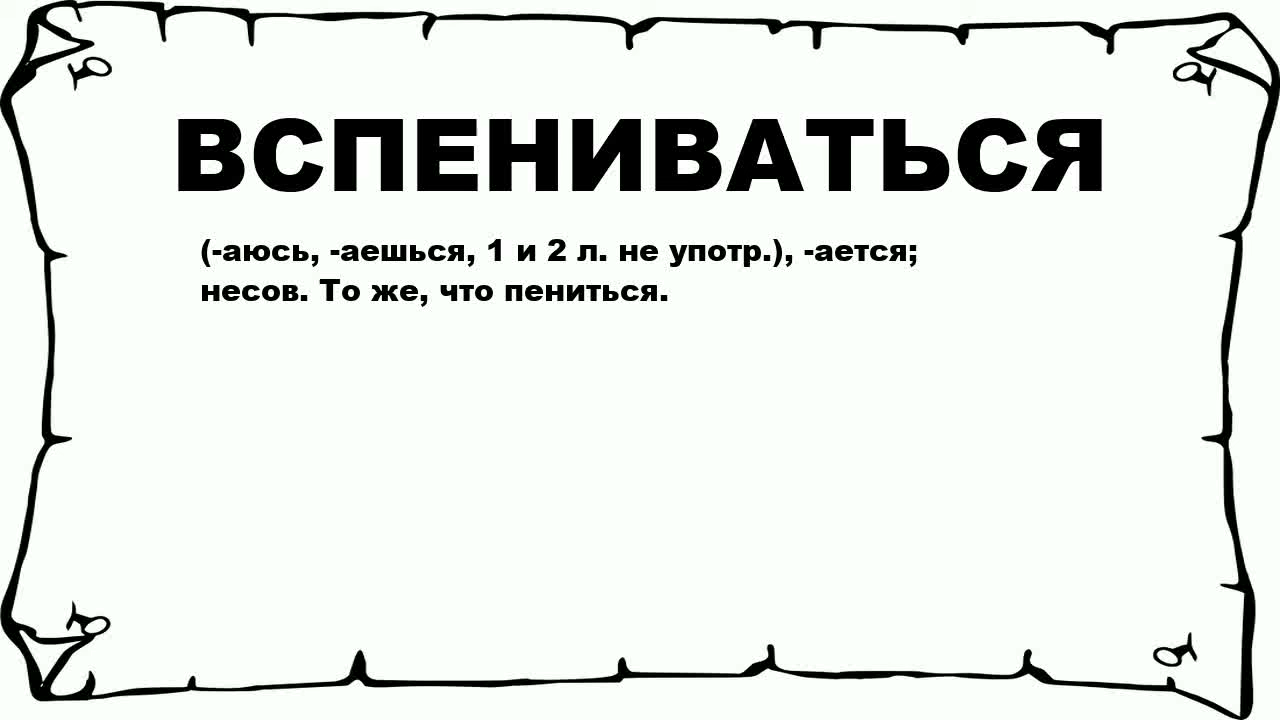 ВСПЕНИВАТЬСЯ
(-аюсь, -аешься, 1 и 2 л. не употр.), -ается;
несов. То же, что пениться.